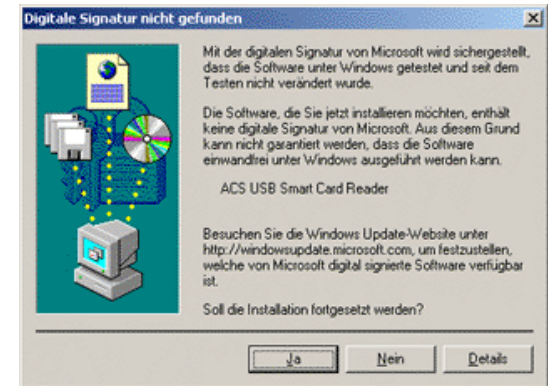 Digitale Signatur nicht gefunden
Mit der digitalen Signatur von Microsoft wird sichergestellt,
dass die Software unter Windows getestet und seit dem
Testen nicht verändert wurde.
Die Software, die Sie jetzt installieren möchten, enthält
keine digitale Signatur von Microsoft. Aus diesem Grund
kann nicht garantiert werden, dass die Software
einwandfrei unter Windows ausgeführt werden kann.
ACS USB Smart Card Reader
Besuchen Sie die Windows Update-Website unter
http://windowsupdate.microsoft.com, um festzustellen,
welche von Microsoft digital signierte Software verfügbar
ist.
Soll die Installation fortgesetzt werden?
Ja Nein Details